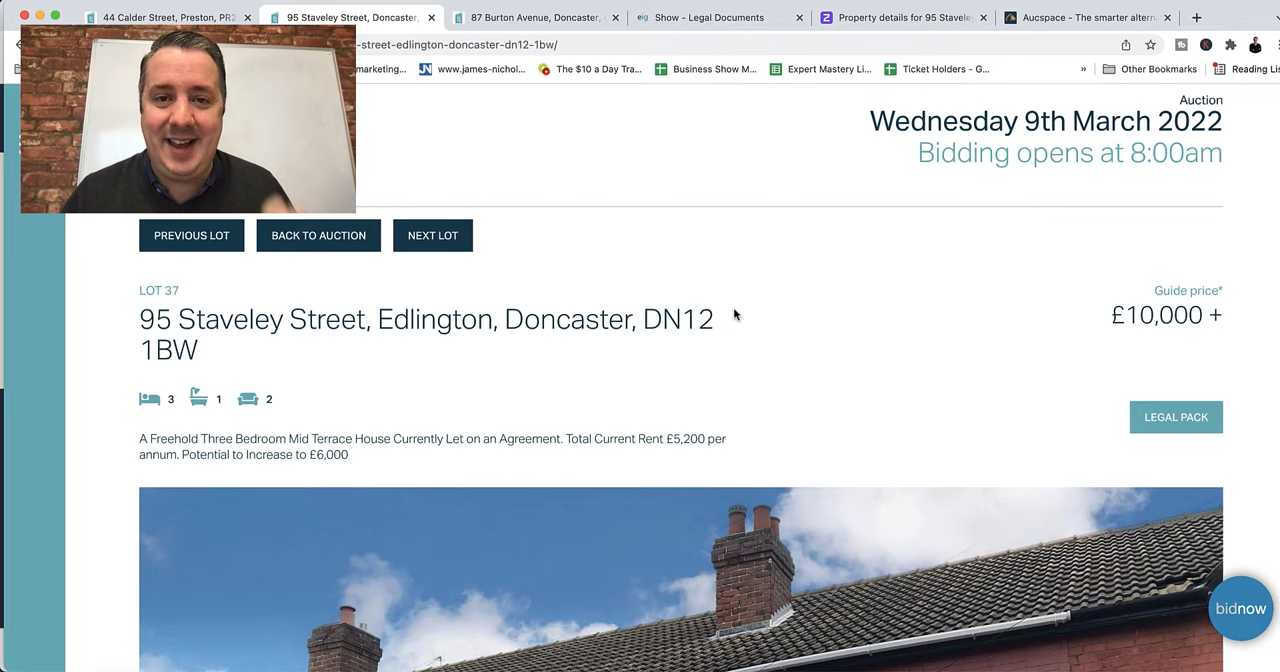 44 Calder Street, Preston, PR2
95 Staveley Street, Doncaster,
87 Burton Avenue, Doncaster,
eig Show - Legal Documents
Z Property details for 95 Stavele
Aucspace - The smarter altern
-street-edlington-doncaster-dn12-1bw/
marketing...
JN www.james-nichol...
The $10 a Day Tra...
Business Show M...
Expert Mastery Li...
Ticket Holders - G...
»
Other Bookmarks
Reading Lis
Auction
Wednesday 9th March 2022
Bidding opens at 8:00am
PREVIOUS LOT
BACK TO AUCTION
NEXT LOT
LOT 37
Guide price*
95 Staveley Street, Edlington, Doncaster, DN12
1BW
£10,000 +
3 1 2
LEGAL PACK
A Freehold Three Bedroom Mid Terrace House Currently Let on an Agreement. Total Current Rent £5,200 per
annum. Potential to Increase to £6,000
bidnow